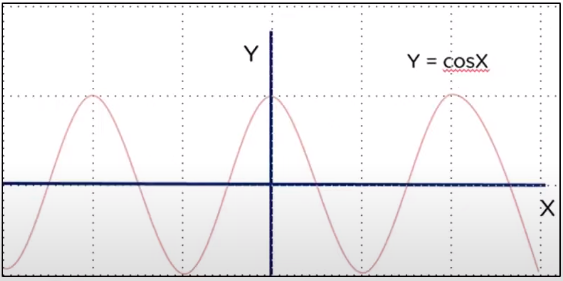 Y
Y = cosX
X